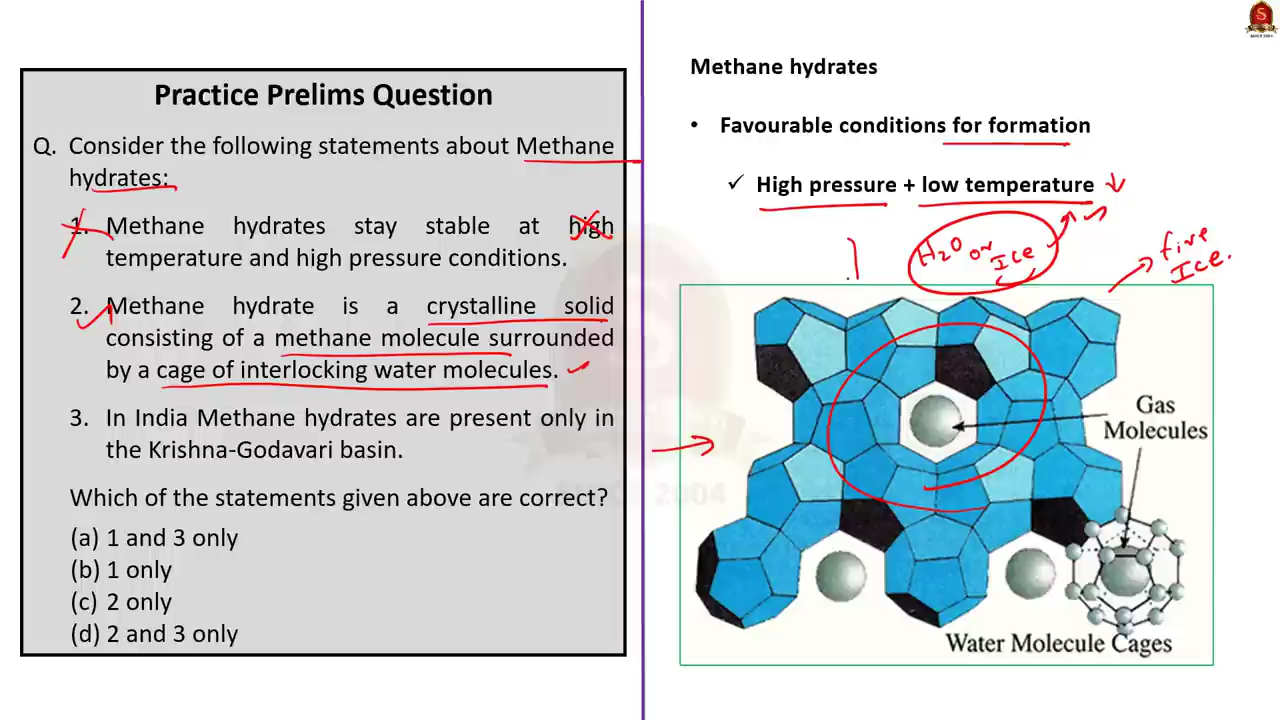 S
SINCE 2004
Practice Prelims Question
Q. Consider the following statements about Methane
hydrates:
1. Methane hydrates stay stable at high
temperature and high pressure conditions.
2. Methane hydrate is a crystalline solid
consisting of a methane molecule surrounded
by a cage of interlocking water molecules.
3. In India Methane hydrates are present only in
the Krishna-Godavari basin.
Which of the statements given above are correct?
(a) 1 and 3 only
(b) 1 only
(c) 2 only
(d) 2 and 3 only
Methane hydrates
• Favourable conditions for formation
✓ High pressure + low temperature ↓
H₂O or
Ice
fire
Ice.
Gas
Molecules
Water Molecule Cages
SINCE 2004